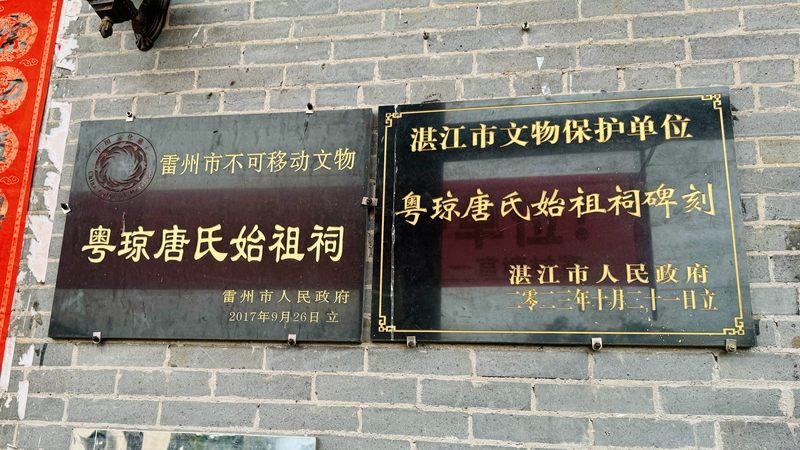 雷州市不可移动文物
粤琼唐氏始祖祠
雷州市人民政府
2017年9月26日 立
湛江市文物保护单位
粤琼唐氏始祖祠碑刻
湛江市人民政府
二零二三年十月二十一日立